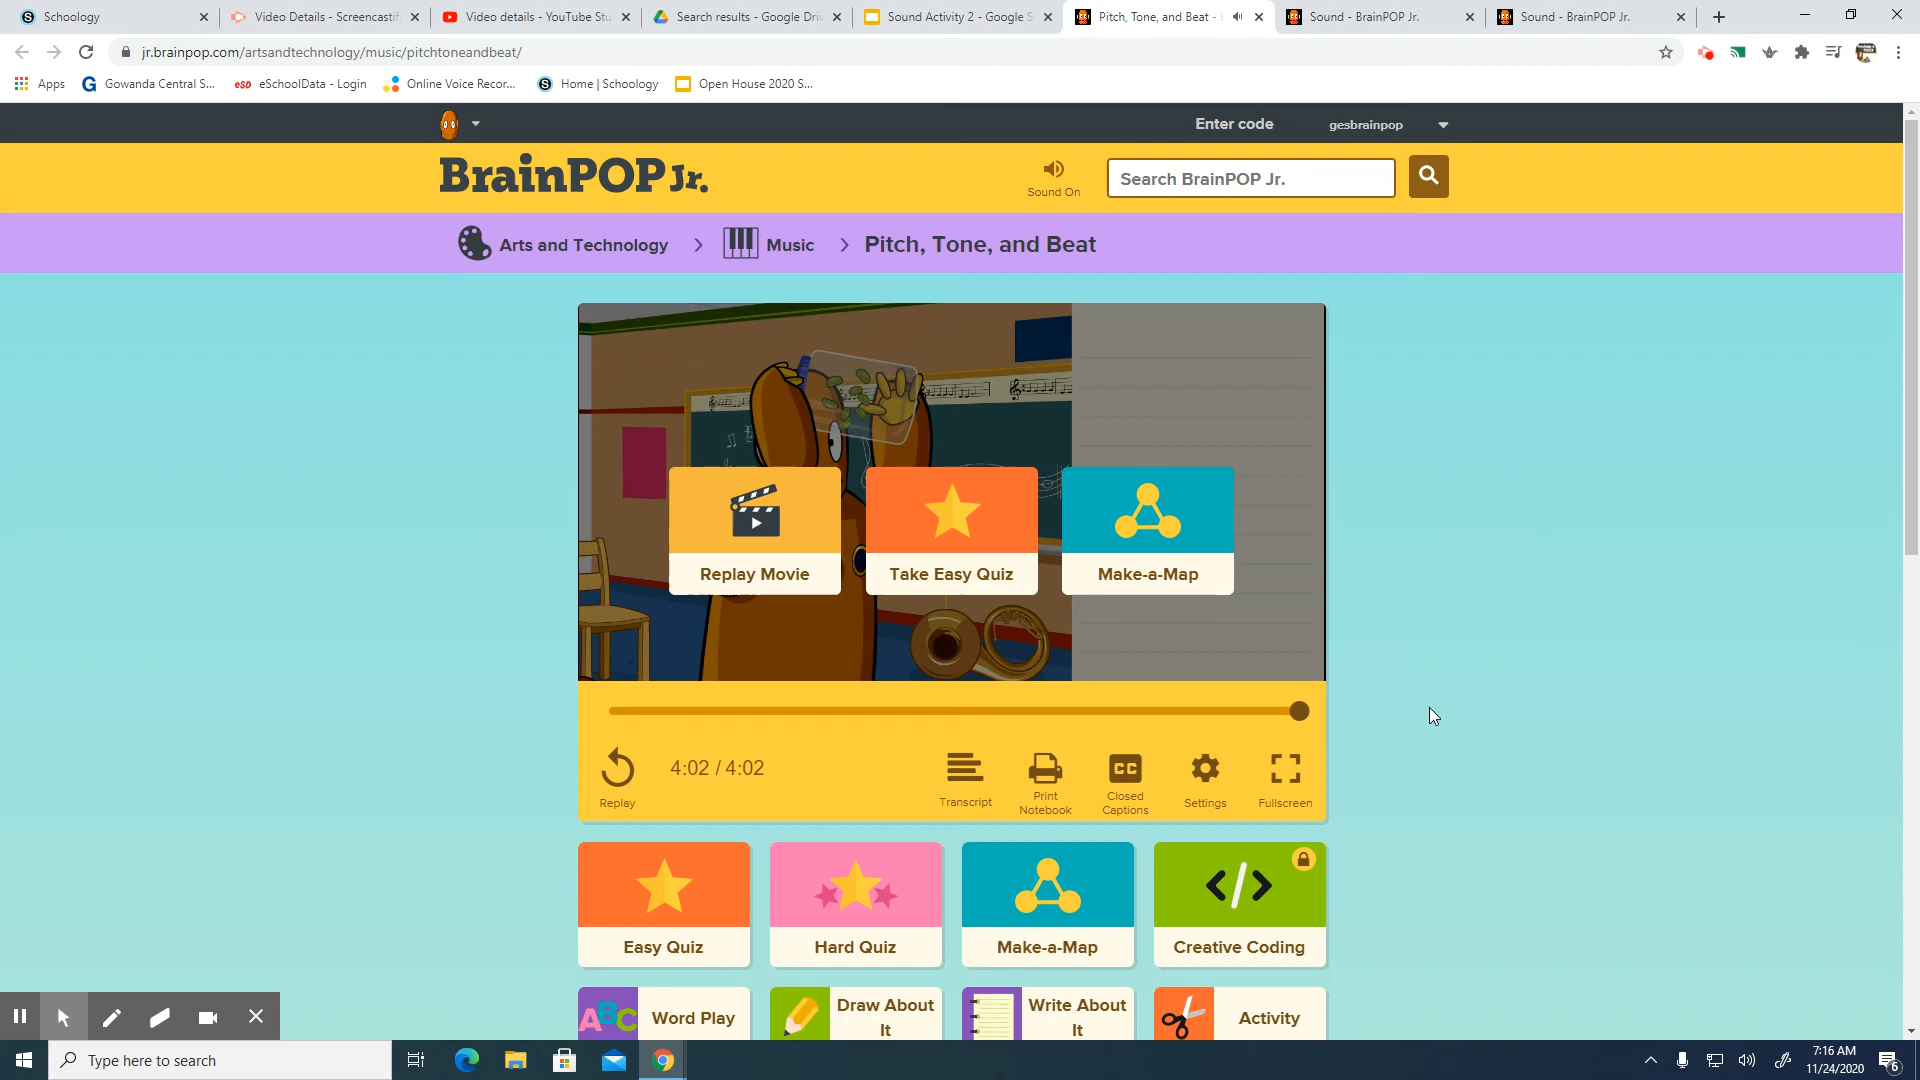 Schoology
Video Details - Screencastif
Video details - YouTube Stu
Search results - Google Driv
Sound Activity 2 - Google S
Pitch, Tone, and Beat -
Sound - BrainPOP Jr.
Sound - BrainPOP Jr.
jr.brainpop.com/artsandtechnology/music/pitchtoneandbeat/
Apps
Gowanda Central S...
esD eSchoolData - Login
Online Voice Recor...
Home | Schoology
Open House 2020 S...
Enter code
gesbrainpop
BrainPOP Jr.
Sound On
Search BrainPOP Jr.
Arts and Technology
Music
Pitch, Tone, and Beat
Replay Movie
Take Easy Quiz
Make-a-Map
4:02 / 4:02
Replay
Transcript
Print
Notebook
CC
Closed
Captions
Settings
Fullscreen
Easy Quiz
Hard Quiz
Make-a-Map
Creative Coding
ABC
Word Play
Draw About
It
Write About
It
Activity
Type here to search
7:16 AM
11/24/2020
6